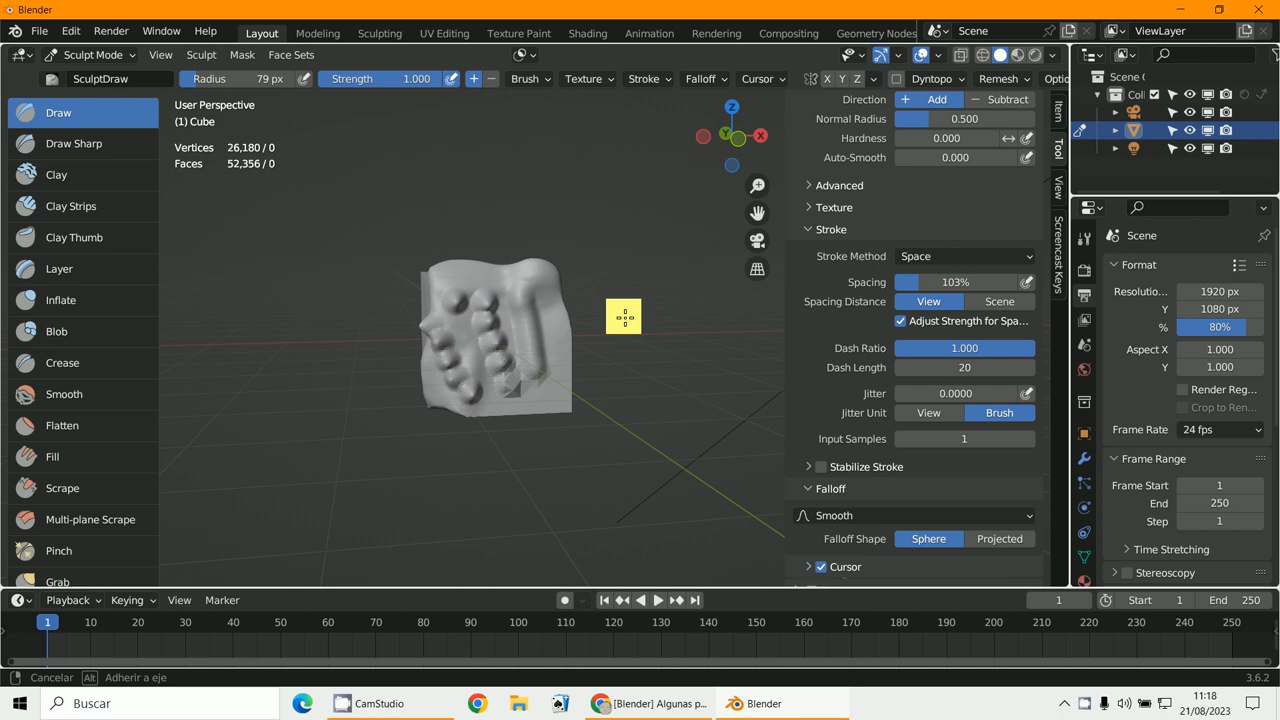 Blender
File Edit Render Window Help Layout Modeling Sculpting UV Editing Texture Paint Shading Animation Rendering Compositing Geometry Nodes Scene ViewLayer
Sculpt Mode View Sculpt Mask Face Sets
SculptDraw Radius 79 px Strength 1.000 Brush Texture Stroke Falloff Cursor X Y Z Dyntopo Remesh Optio
Draw
Draw Sharp
Clay
Clay Strips
Clay Thumb
Layer
Inflate
Blob
Crease
Smooth
Flatten
Fill
Scrape
Multi-plane Scrape
Pinch
Grab
User Perspective
(1) Cube
Vertices 26,180 / 0
Faces 52,356 / 0
Z
Y X
Direction Add Subtract
Normal Radius 0.500
Hardness 0.000
Auto-Smooth 0.000
Advanced
Texture
Stroke
Stroke Method Space
Spacing 103%
Spacing Distance View Scene
Adjust Strength for Spa...
Dash Ratio 1.000
Dash Length 20
Jitter 0.0000
Jitter Unit View Brush
Input Samples 1
Stabilize Stroke
Falloff
Smooth
Falloff Shape Sphere Projected
Cursor
Item
Tool
View
Screencast Keys
Scene C
Coll
Scene
Format
Resolutio... 1920 px
Y 1080 px
% 80%
Aspect X 1.000
Y 1.000
Render Reg...
Crop to Ren...
Frame Rate 24 fps
Frame Range
Frame Start 1
End 250
Step 1
Time Stretching
Stereoscopy
Playback Keying View Marker 1 Start 1 End 250
1 10 20 30 40 50 60 70 80 90 100 110 120 130 140 150 160 170 180 190 200 210 220 230 240 250
Cancelar Alt Adherir a eje 3.6.2
Buscar CamStudio [Blender] Algunas p... Blender 11:18
21/08/2023